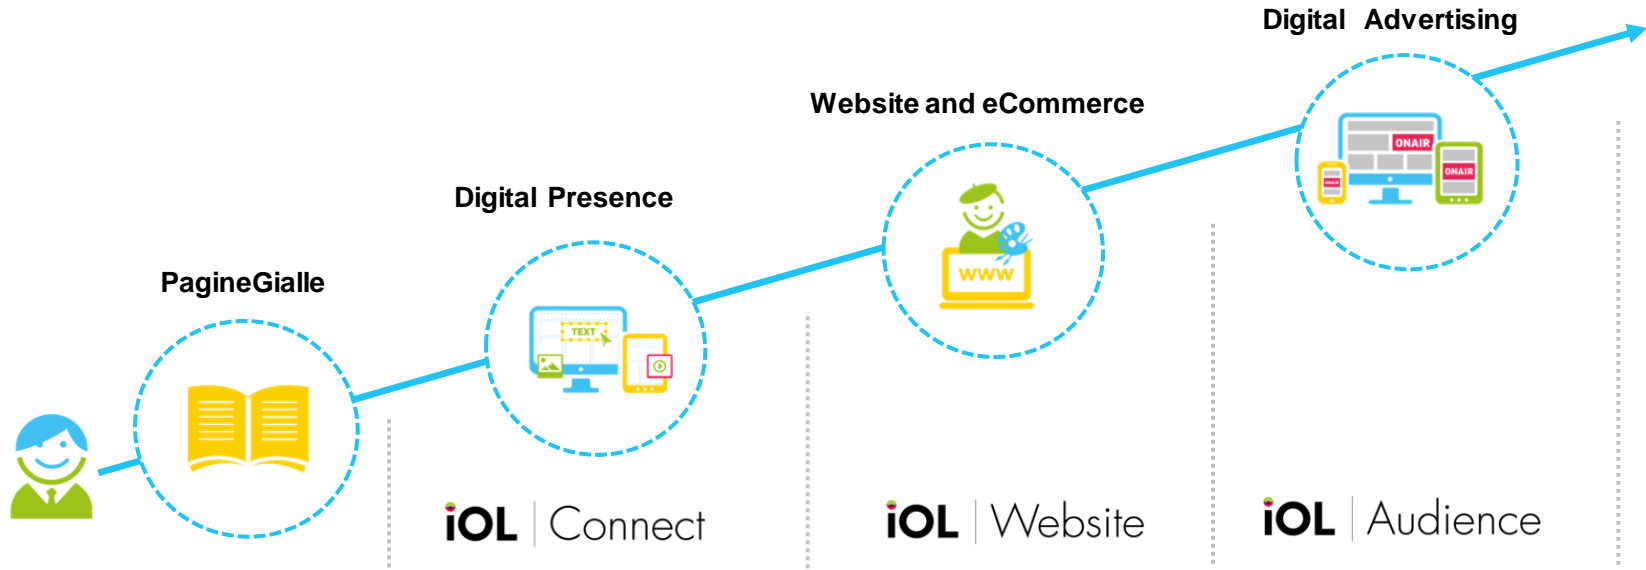 Digital Advertising
Website and eCommerce
ONAIR
ONAIR
ONAIR
Digital Presence
WWW
PagineGialle
TEXT
iOL | Connect
iOL | Website
iOL | Audience